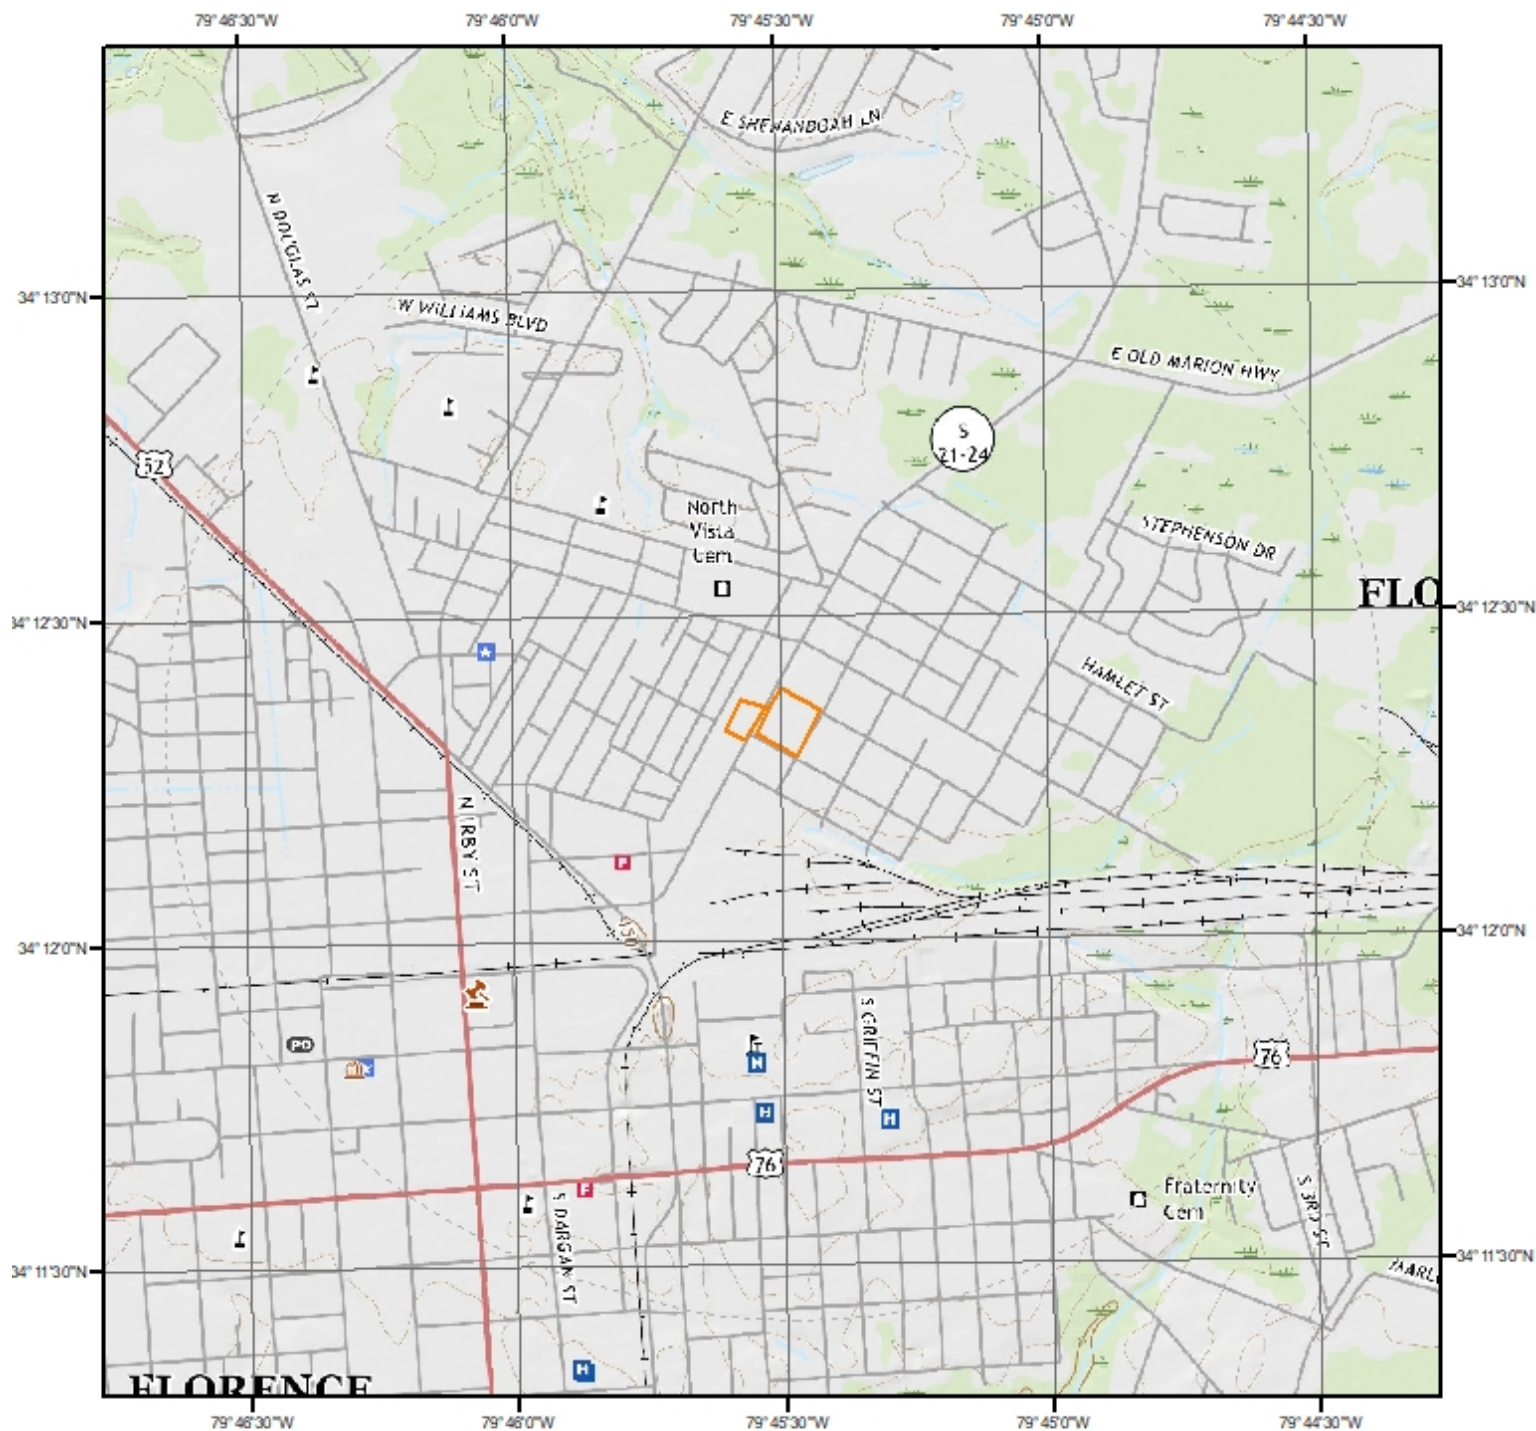 79°46'30"W
79°46'0"W
79°45'30"W
79°45'0"W
79°44'30"W
E SHENANDOAH LN
N DOUGLAS ST
34°13'0"N
34°13'0"N
W WILLIAMS BLVD
E OLD MARION HWY
S
21-24
52
North
Vista
Cem
STEPHENSON DR
FLO
34°12'30"N
34°12'30"N
HAMLET ST
N IRBY ST
F
150
34°12'0"N
34°12'0"N
PO
S GRIFFIN ST
H
H
H
76
76
F
S DARGAN ST
Fraternity
Cem
S 3RD ST
34°11'30"N
34°11'30"N
MARL
H
FLORENCE
79°46'30"W
79°46'0"W
79°45'30"W
79°45'0"W
79°44'30"W